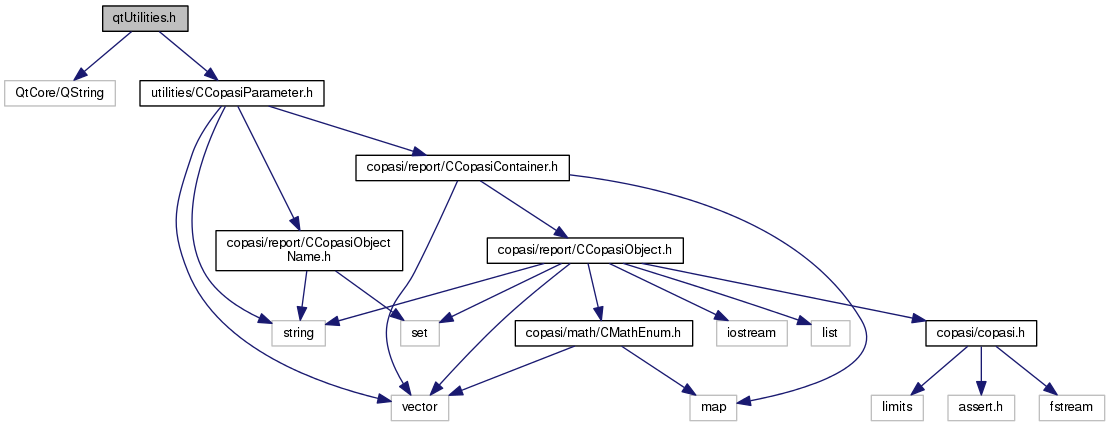 qtUtilities.h
QtCore/QString
utilities/CCopasiParameter.h
copasi/report/CCopasiContainer.h
copasi/report/CCopasiObject
Name.h
copasi/report/CCopasiObject.h
string
set
copasi/math/CMathEnum.h
iostream
list
copasi/copasi.h
vector
map
limits
assert.h
fstream